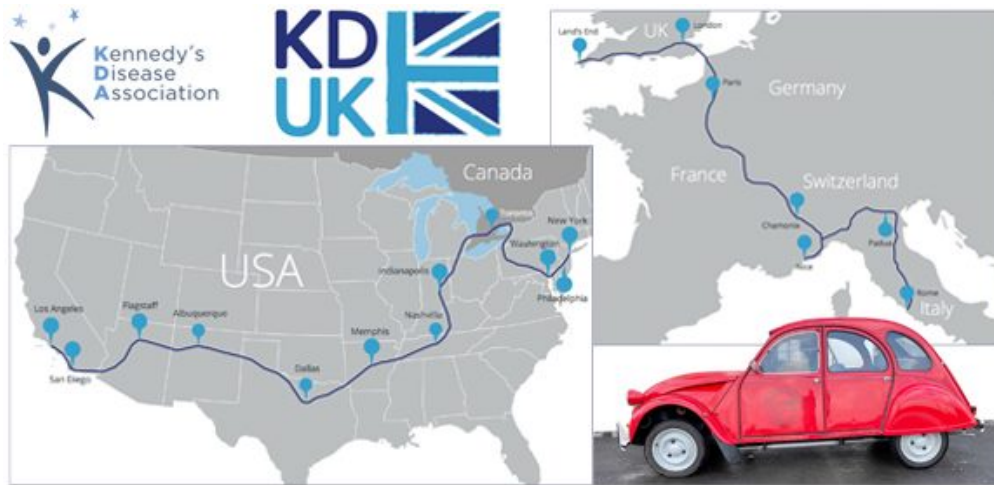 Kennedy's
Disease
Association
KD
UK
Land's End
UK
London
Paris
Germany
France
Switzerland
Chamonix
Nice
Padua
Rome
Italy
Canada
Toronto
New York
Washington
Philadelphia
USA
Indianapolis
Nashville
Memphis
Dallas
Albuquerque
Flagstaff
Los Angeles
San Diego